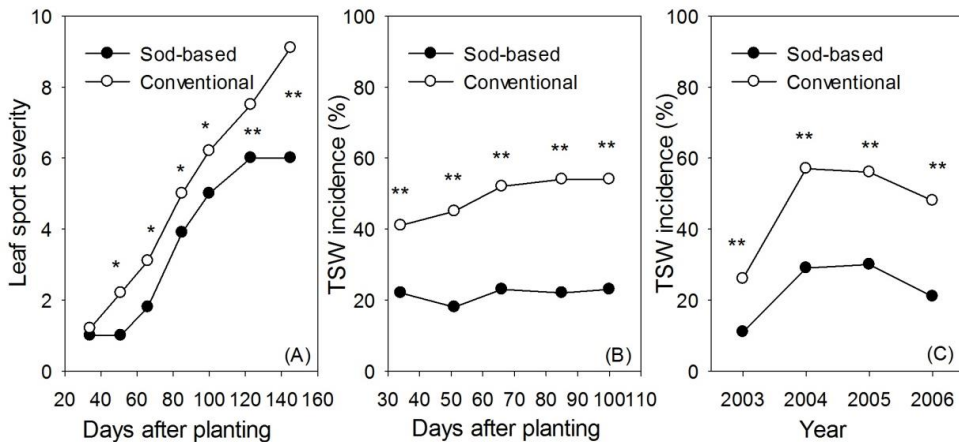 10
8
6
4
2
0
Leaf sport severity
Sod-based
Conventional
*
*
*
*
**
**
(A)
20 40 60 80 100 120 140 160
Days after planting
100
80
60
40
20
0
TSW incidence (%)
Sod-based
Conventional
**
**
**
**
**
(B)
30 40 50 60 70 80 90 100 110
Days after planting
100
80
60
40
20
0
TSW incidence (%)
Sod-based
Conventional
**
**
**
**
(C)
2003 2004 2005 2006
Year